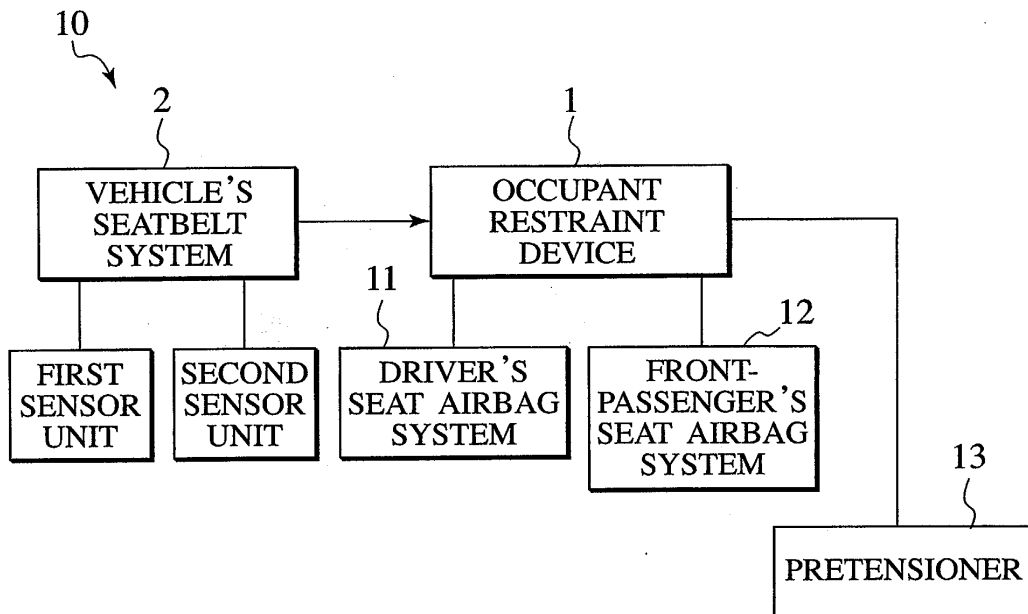 10
2
1
VEHICLE'S
SEATBELT
SYSTEM
OCCUPANT
RESTRAINT
DEVICE
11
12
FIRST
SENSOR
UNIT
SECOND
SENSOR
UNIT
DRIVER'S
SEAT AIRBAG
SYSTEM
FRONT-
PASSENGER'S
SEAT AIRBAG
SYSTEM
13
PRETENSIONER